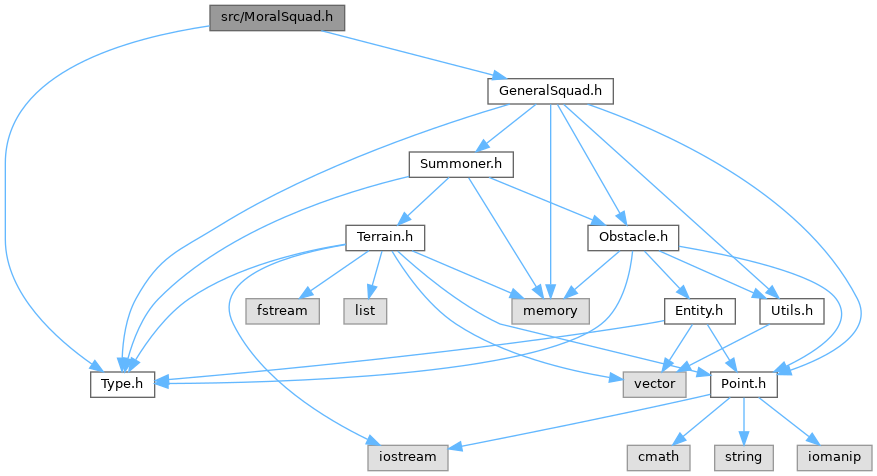 src/MoralSquad.h
GeneralSquad.h
Summoner.h
Terrain.h
Obstacle.h
fstream
list
memory
Entity.h
Utils.h
Type.h
vector
Point.h
iostream
cmath
string
iomanip